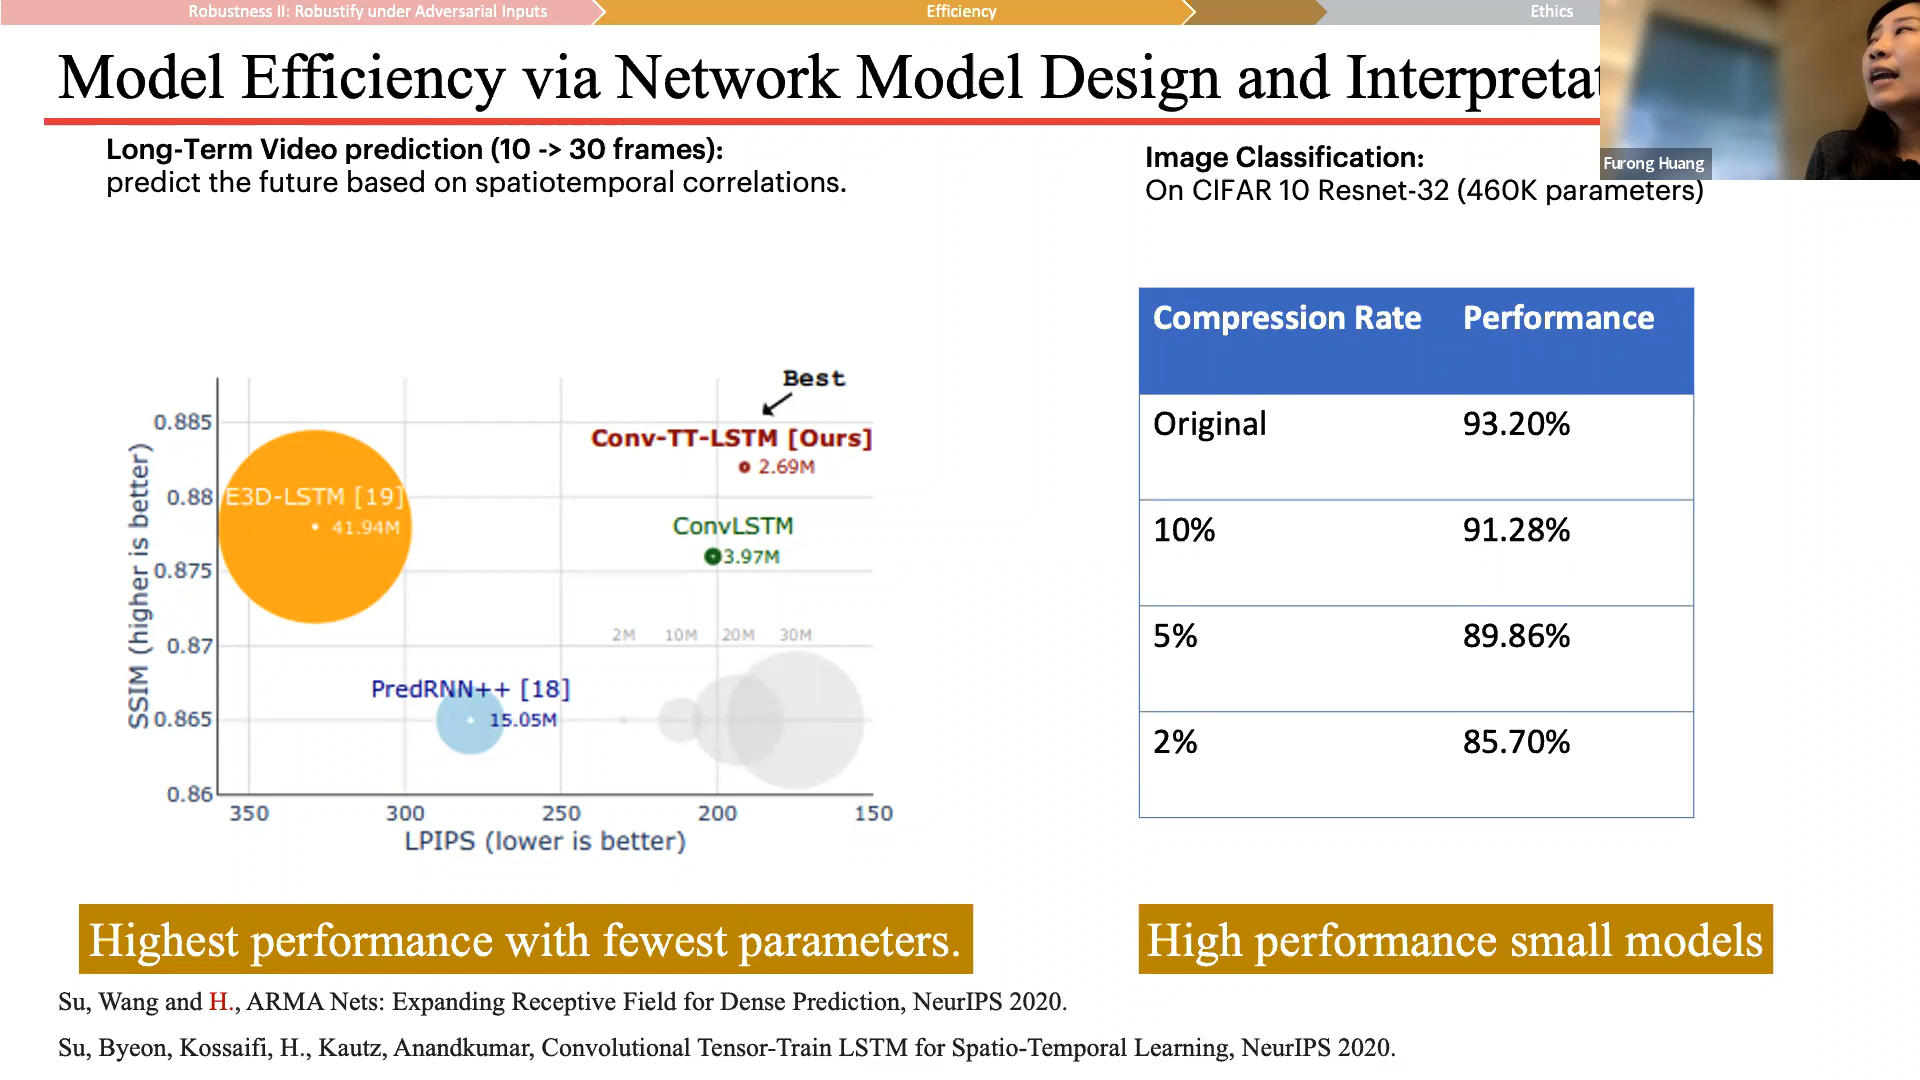 Robustness II: Robustify under Adversarial Inputs
Efficiency
Ethics
Model Efficiency via Network Model Design and Interpretat
Furong Huang
Long-Term Video prediction (10 -> 30 frames):
predict the future based on spatiotemporal correlations.
Image Classification:
On CIFAR 10 Resnet-32 (460K parameters)
Best
Conv-TT-LSTM [Ours]
2.69M
E3D-LSTM [19]
41.94M
ConvLSTM
3.97M
2M 10M 20M 30M
PredRNN++ [18]
15.05M
0.885
0.88
0.875
0.87
0.865
0.86
SSIM (higher is better)
350 300 250 200 150
LPIPS (lower is better)
Compression Rate Performance
Original 93.20%
10% 91.28%
5% 89.86%
2% 85.70%
Highest performance with fewest parameters.
High performance small models
Su, Wang and H., ARMA Nets: Expanding Receptive Field for Dense Prediction, NeurIPS 2020.
Su, Byeon, Kossaifi, H., Kautz, Anandkumar, Convolutional Tensor-Train LSTM for Spatio-Temporal Learning, NeurIPS 2020.